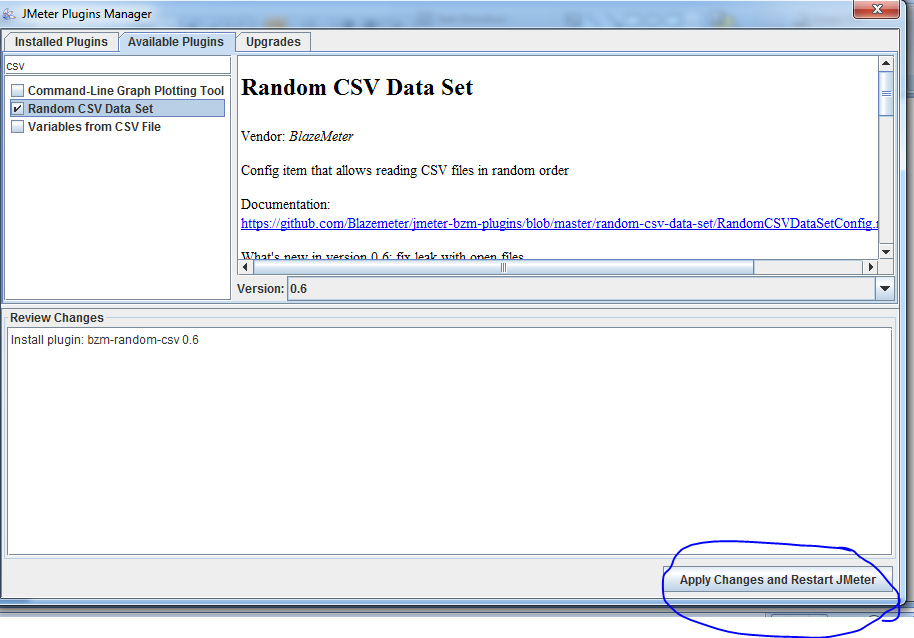 JMeter Plugins Manager
Installed Plugins
Available Plugins
Upgrades
csv
Command-Line Graph Plotting Tool
Random CSV Data Set
Variables from CSV File
Random CSV Data Set
Vendor: BlazeMeter
Config item that allows reading CSV files in random order
Documentation:
https://github.com/Blazemeter/jmeter-bzm-plugins/blob/master/random-csv-data-set/RandomCSVDataSetConfig.
What's new in version 0.6: fix leak with open files
Version: 0.6
Review Changes
Install plugin: bzm-random-csv 0.6
Apply Changes and Restart JMeter